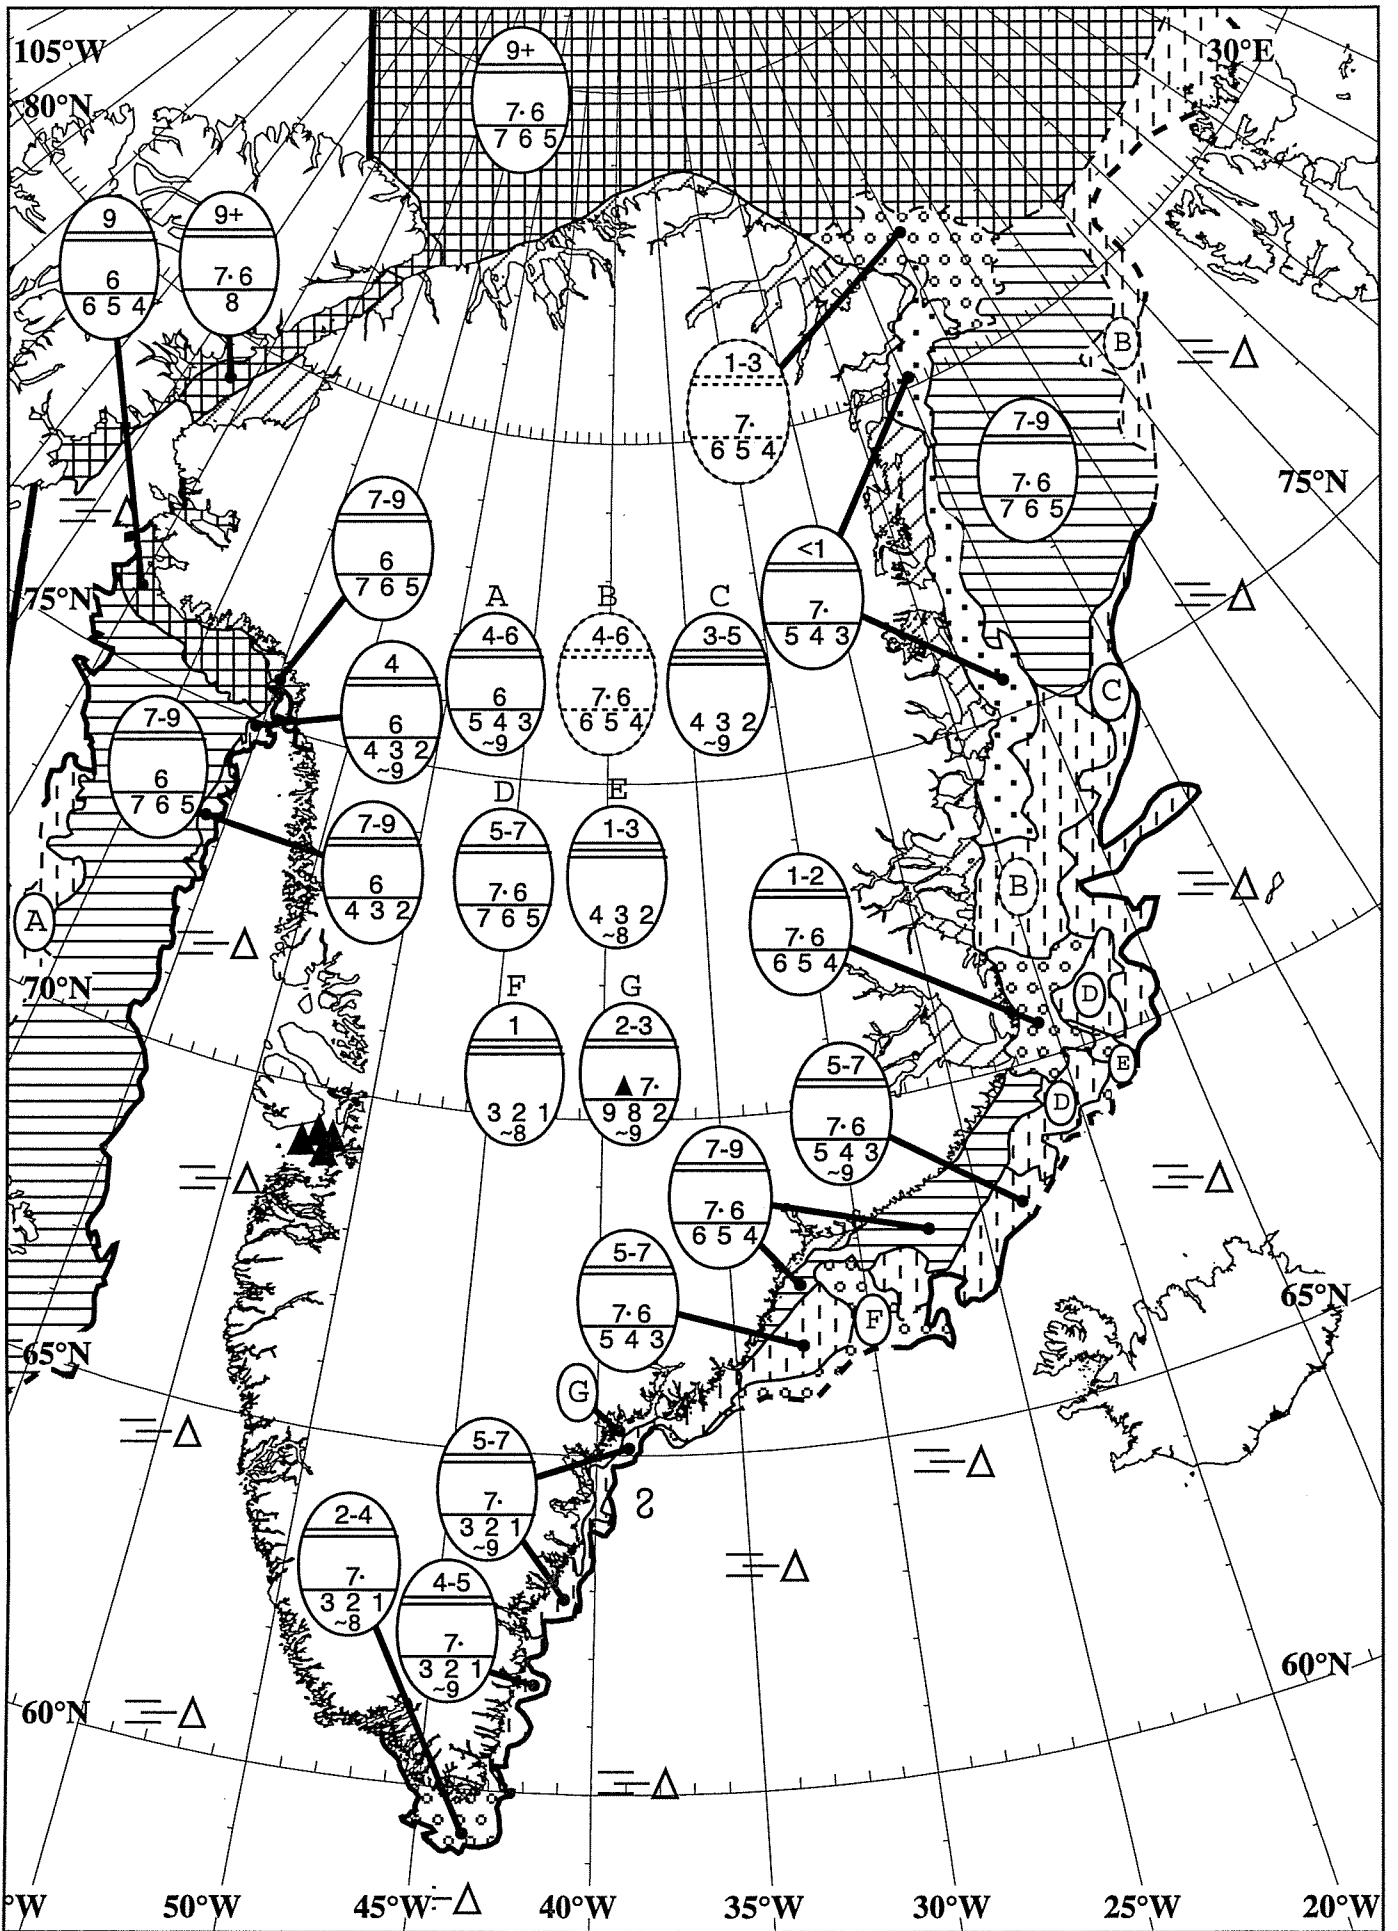 105°W
30°E
80°N
9+
7· 6
7 6 5
9
6
6 5 4
9+
7· 6
8
B
1-3
7·
6 5 4
7-9
7· 6
7 6 5
75°N
7-9
6
7 6 5
<1
7·
5 4 3
75°N
A
B
C
4-6
6
5 4 3
~9
4-6
7· 6
6 5 4
3-5
4 3 2
~9
4
6
4 3 2
~9
C
7-9
6
7 6 5
D
E
7-9
6
4 3 2
5-7
7· 6
7 6 5
1-3
4 3 2
~8
1-2
7· 6
6 5 4
B
A
70°N
D
F
G
1
3 2 1
~8
2-3
▲ 7·
9 8 2
~9
E
5-7
7· 6
5 4 3
~9
D
7-9
7· 6
6 5 4
5-7
7· 6
5 4 3
F
65°N
65°N
G
5-7
7·
3 2 1
~9
2-4
7·
3 2 1
~8
4-5
7·
3 2 1
~9
60°N
60°N
°W
50°W
45°W
40°W
35°W
30°W
25°W
20°W